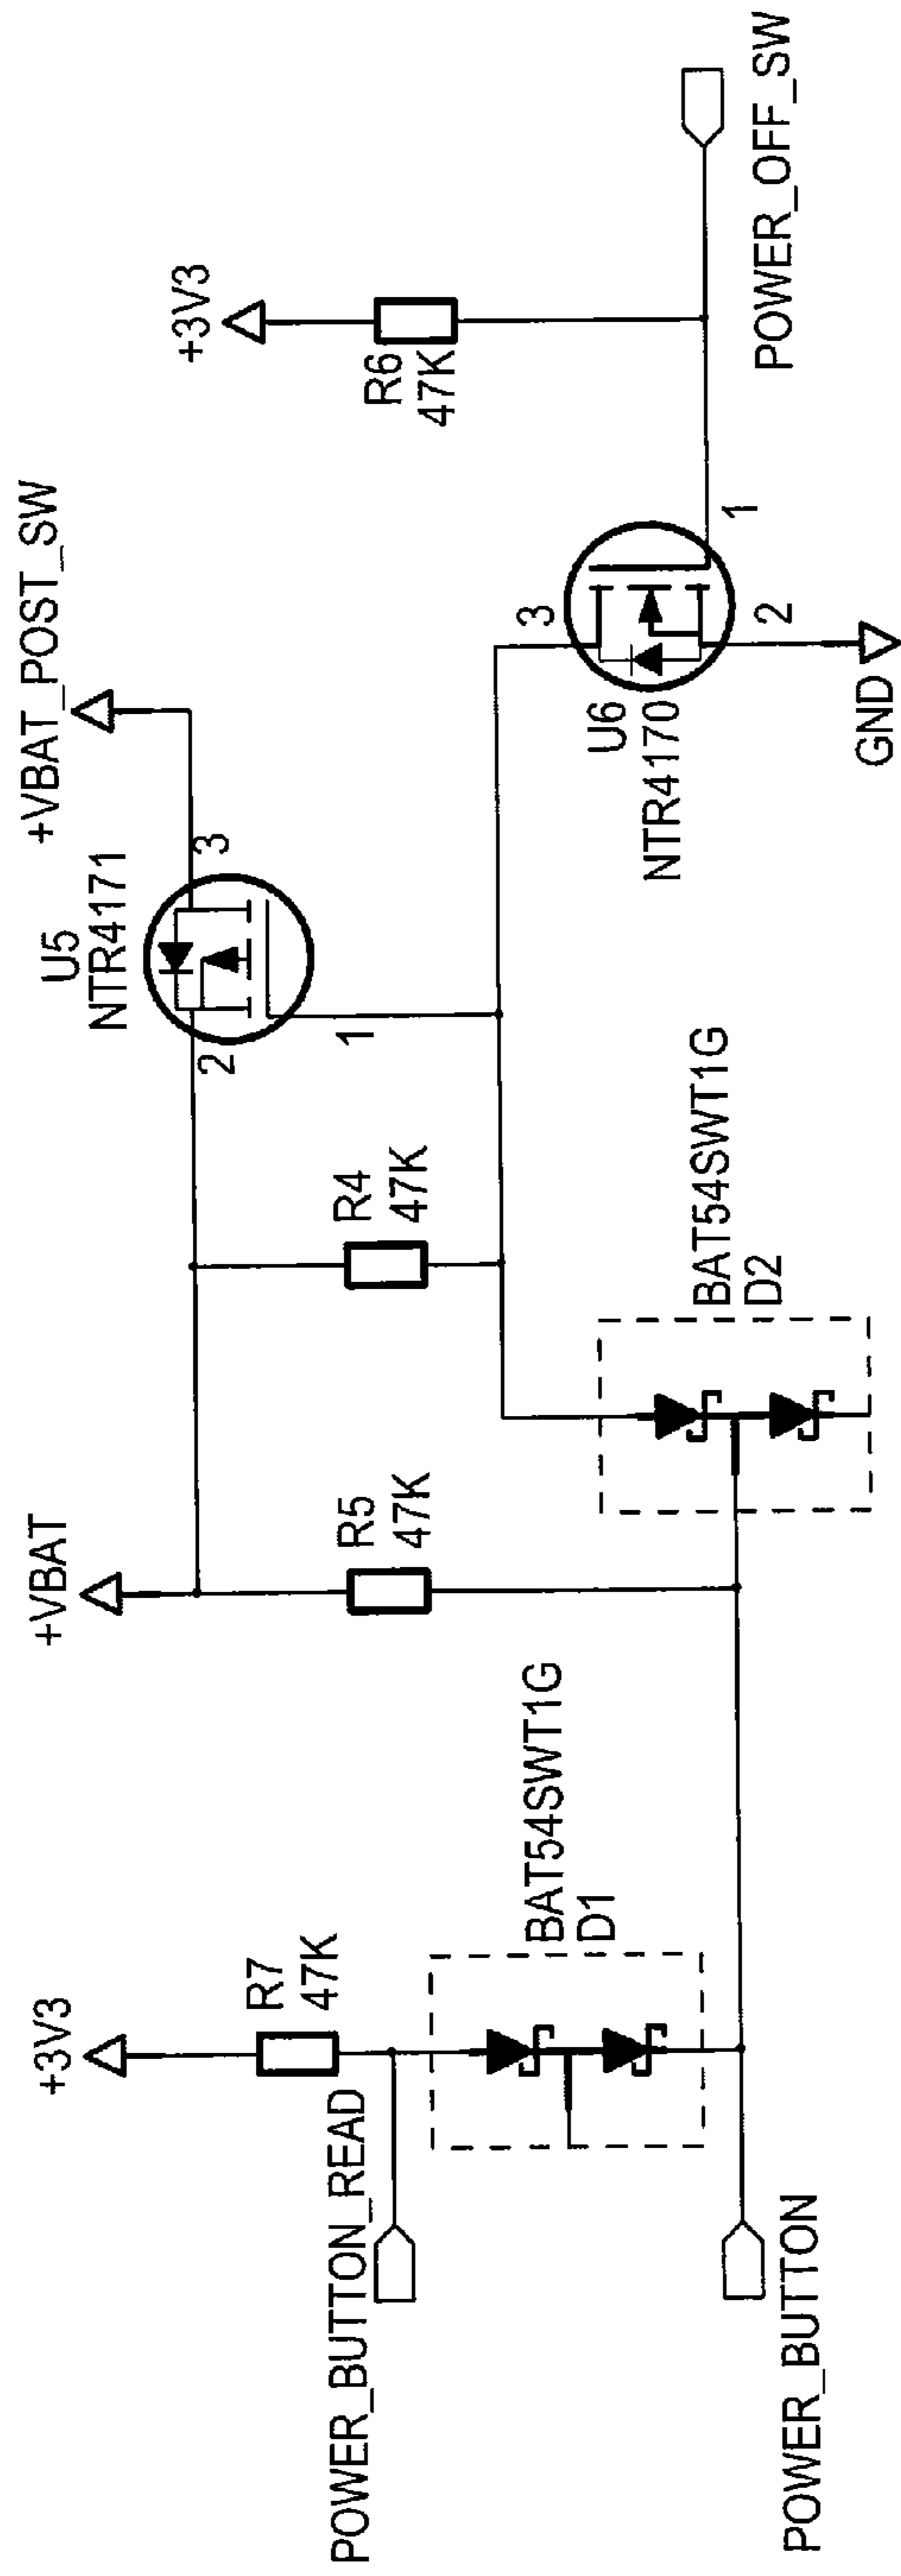 +3V3
R7
47K
POWER_BUTTON_READ
BAT54SWT1G
D1
POWER_BUTTON
+VBAT
R5
47K
R4
47K
BAT54SWT1G
D2
U5
NTR4171
2
3
1
+VBAT_POST_SW
U6
NTR4170
3
2
1
GND
+3V3
R6
47K
POWER_OFF_SW